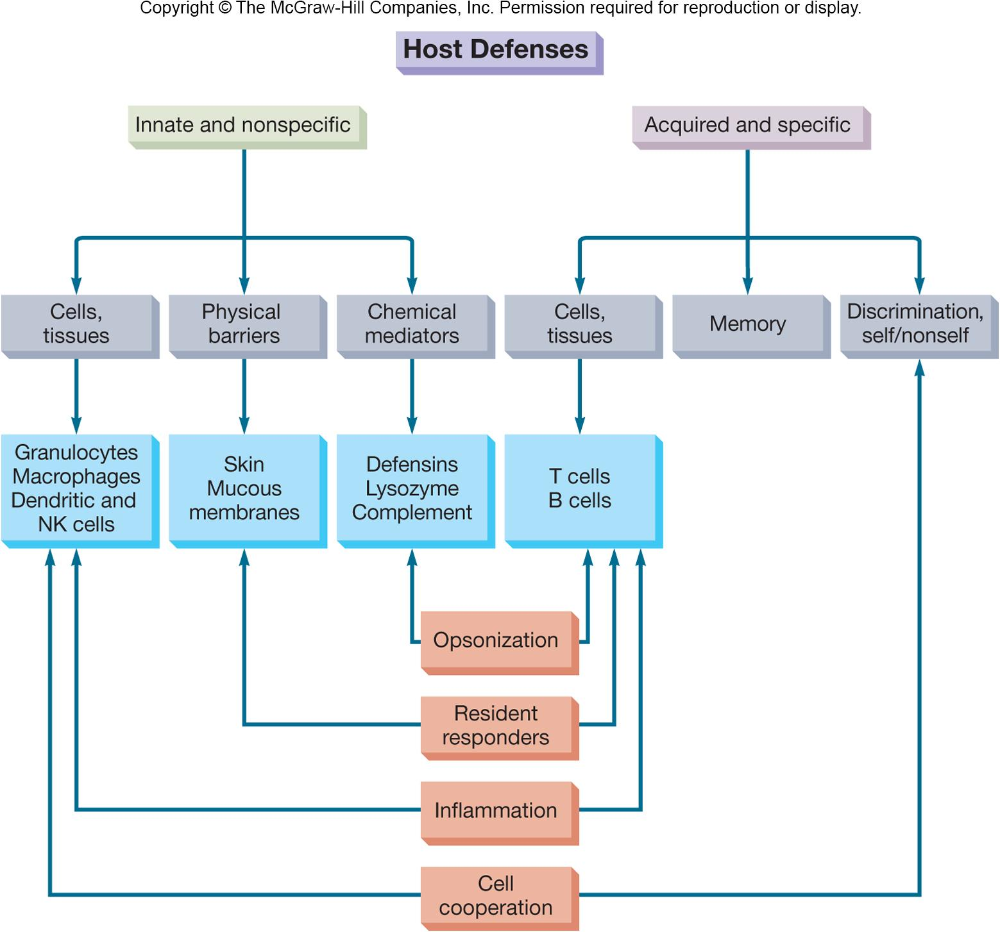 Copyright © The McGraw-Hill Companies, Inc. Permission required for reproduction or display.
Host Defenses
Innate and nonspecific
Acquired and specific
Cells,
tissues
Physical
barriers
Chemical
mediators
Cells,
tissues
Memory
Discrimination,
self/nonself
Granulocytes
Macrophages
Dendritic and
NK cells
Skin
Mucous
membranes
Defensins
Lysozyme
Complement
T cells
B cells
Opsonization
Resident
responders
Inflammation
Cell
cooperation